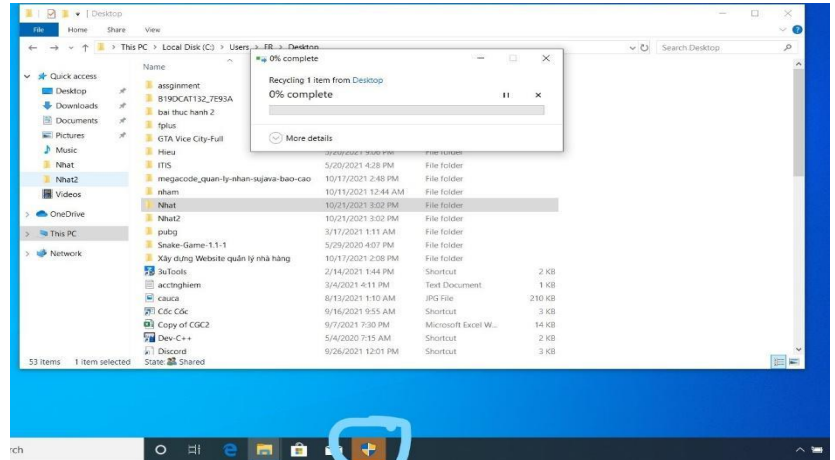 Desktop
File Home Share View
This PC > Local Disk (C:) > Users > FR > Desktop
Search Desktop
Name
Quick access
Desktop
Downloads
Documents
Pictures
Music
Nhat
Nhat2
Videos
OneDrive
This PC
Network
0% complete
Recycling 1 item from Desktop
0% complete
More details
assginment
B19DCAT132_7E93A
bai thuc hanh 2
fplus
GTA Vice City-Full
Hieu 5/20/2021 9:06 PM File folder
ITIS 5/20/2021 4:28 PM File folder
megacode_quan-ly-nhan-sujava-bao-cao 10/17/2021 2:48 PM File folder
nham 10/11/2021 12:44 AM File folder
Nhat 10/21/2021 3:02 PM File folder
Nhat2 10/21/2021 3:02 PM File folder
pubg 3/17/2021 1:11 AM File folder
Snake-Game-1.1-1 5/29/2020 4:07 PM File folder
Xây dựng Website quản lý nhà hàng 10/17/2021 2:08 PM File folder
3uTools 2/14/2021 1:44 PM Shortcut 2 KB
acctnghiem 3/4/2021 4:11 PM Text Document 1 KB
cauca 8/13/2021 1:10 AM JPG File 210 KB
Cốc Cốc 9/16/2021 9:55 AM Shortcut 3 KB
Copy of CGC2 9/7/2021 7:30 PM Microsoft Excel W... 14 KB
Dev-C++ 5/4/2020 7:15 AM Shortcut 2 KB
Discord 9/26/2021 12:01 PM Shortcut 3 KB
53 items 1 item selected State: Shared
rch